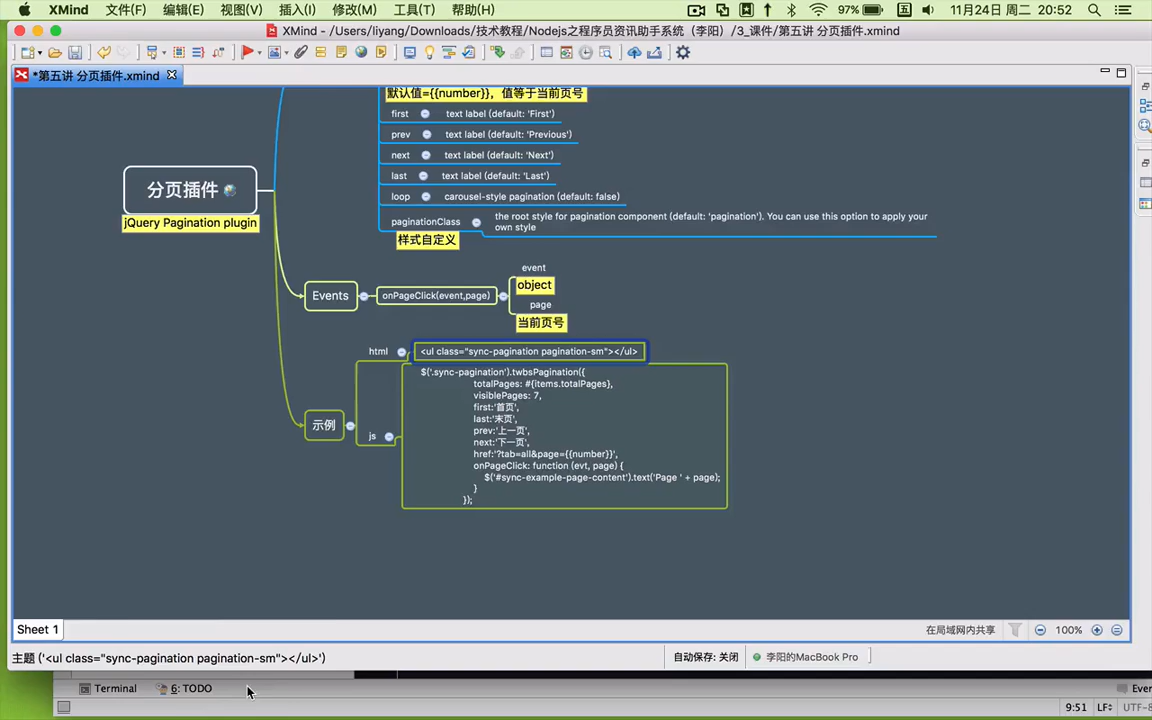 XMind 文件(F) 编辑(E) 视图(V) 插入(I) 修改(M) 工具(T) 帮助(H) 97% 五 11月24日 周二 20:52
XMind - /Users/liyang/Downloads/技术教程/Nodejs之程序员资讯助手系统（李阳）/3_课件/第五讲 分页插件.xmind
*第五讲 分页插件.xmind
默认值={{number}}，值等于当前页号
first text label (default: 'First')
prev text label (default: 'Previous')
next text label (default: 'Next')
last text label (default: 'Last')
loop carousel-style pagination (default: false)
paginationClass the root style for pagination component (default: 'pagination'). You can use this option to apply your
own style
样式自定义
分页插件
jQuery Pagination plugin
Events onPageClick(event,page)
event
object
page
当前页号
示例
html <ul class="sync-pagination pagination-sm"></ul>
js
$('.sync-pagination').twbsPagination({
totalPages: #{items.totalPages},
visiblePages: 7,
first:'首页',
last:'末页',
prev:'上一页',
next:'下一页',
href:'?tab=all&page={{number}}',
onPageClick: function (evt, page) {
$('#sync-example-page-content').text('Page ' + page);
}
});
Sheet 1 在局域网内共享 100%
主题 ('<ul class="sync-pagination pagination-sm"></ul>') 自动保存: 关闭 李阳的MacBook Pro
Terminal 6: TODO
9:51 LF